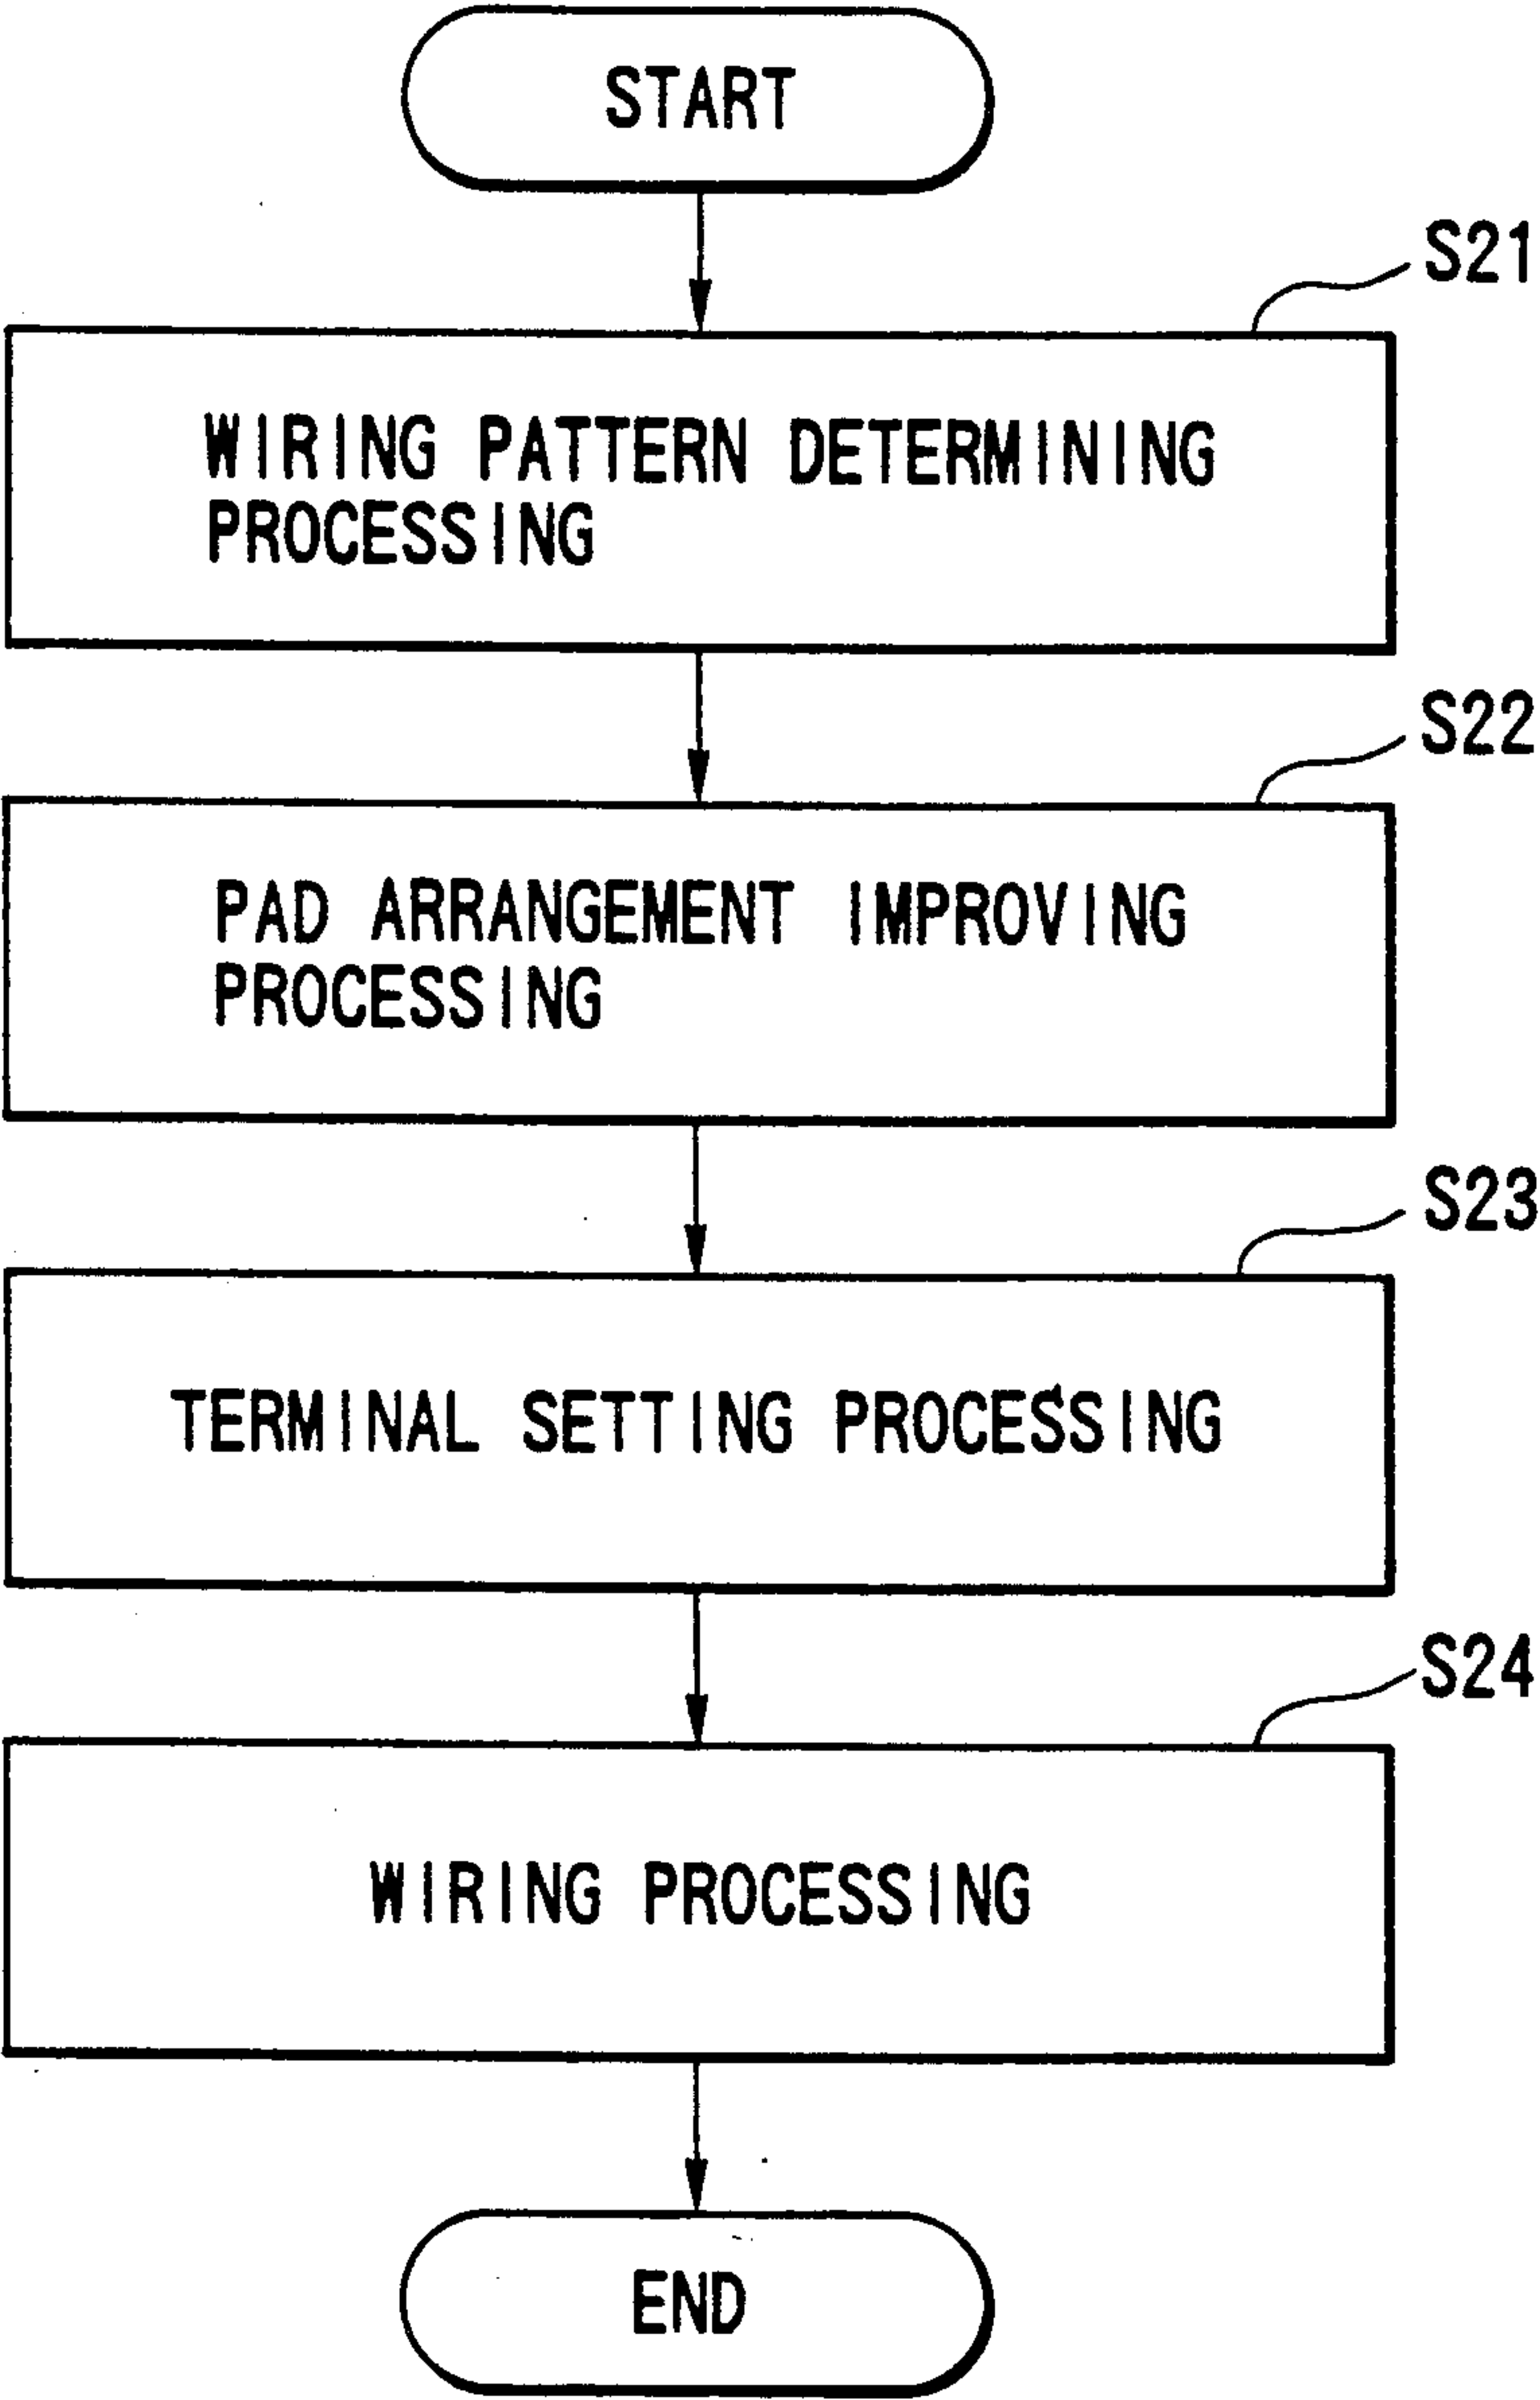 START
S21
WIRING PATTERN DETERMINING
PROCESSING
S22
PAD ARRANGEMENT IMPROVING
PROCESSING
S23
TERMINAL SETTING PROCESSING
S24
WIRING PROCESSING
END